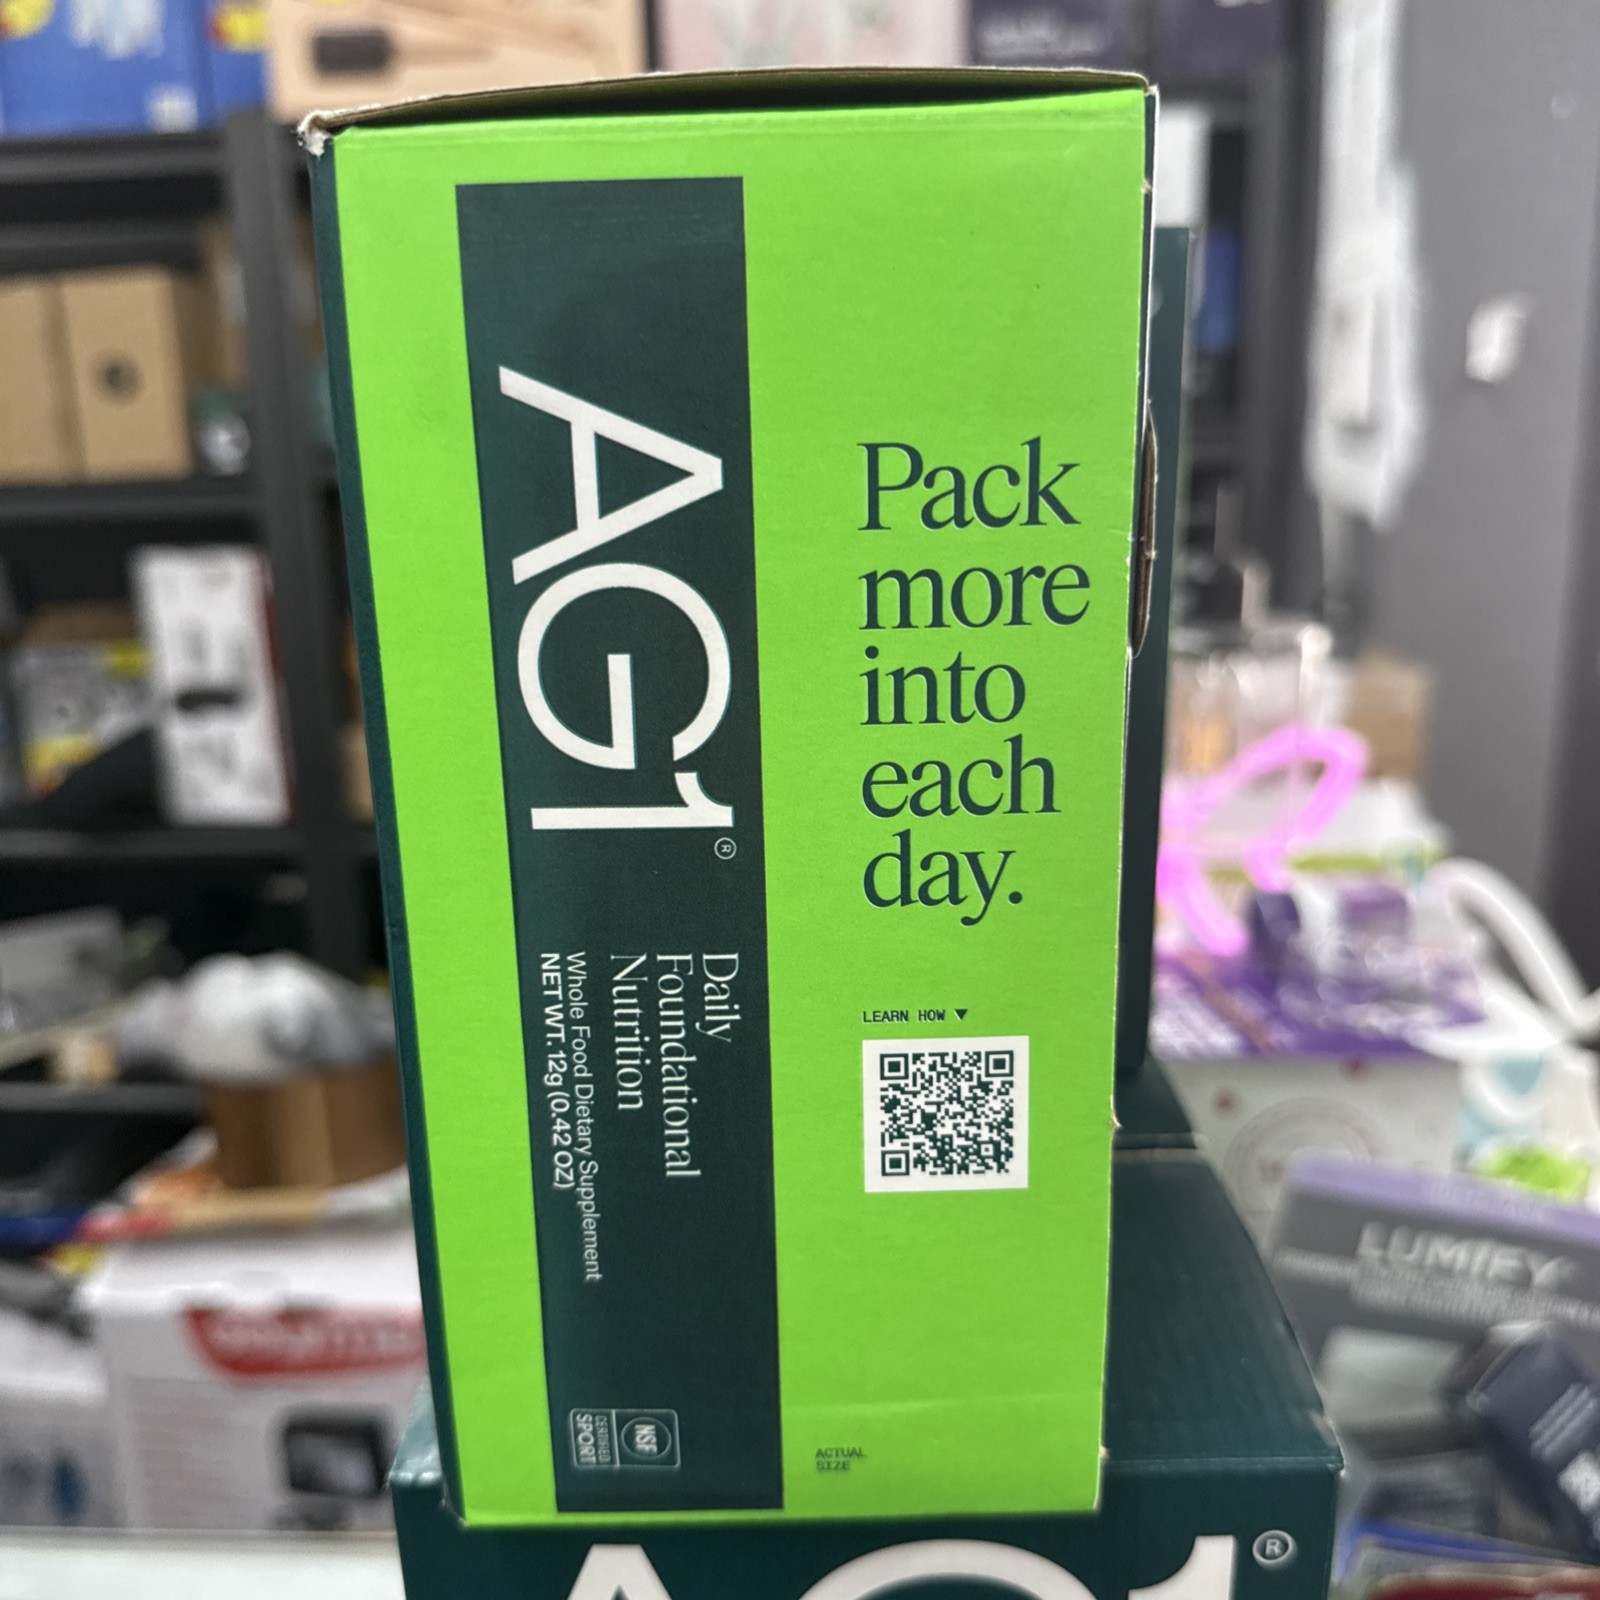 AG1®
Daily
Foundational
Nutrition
Whole Food Dietary Supplement
NET WT. 12g (0.42 OZ)
NSF
CERTIFIED
SPORT
Pack
more
into
each
day.
LEARN HOW ▼
ACTUAL
SIZE
LUMIFY
AG1®